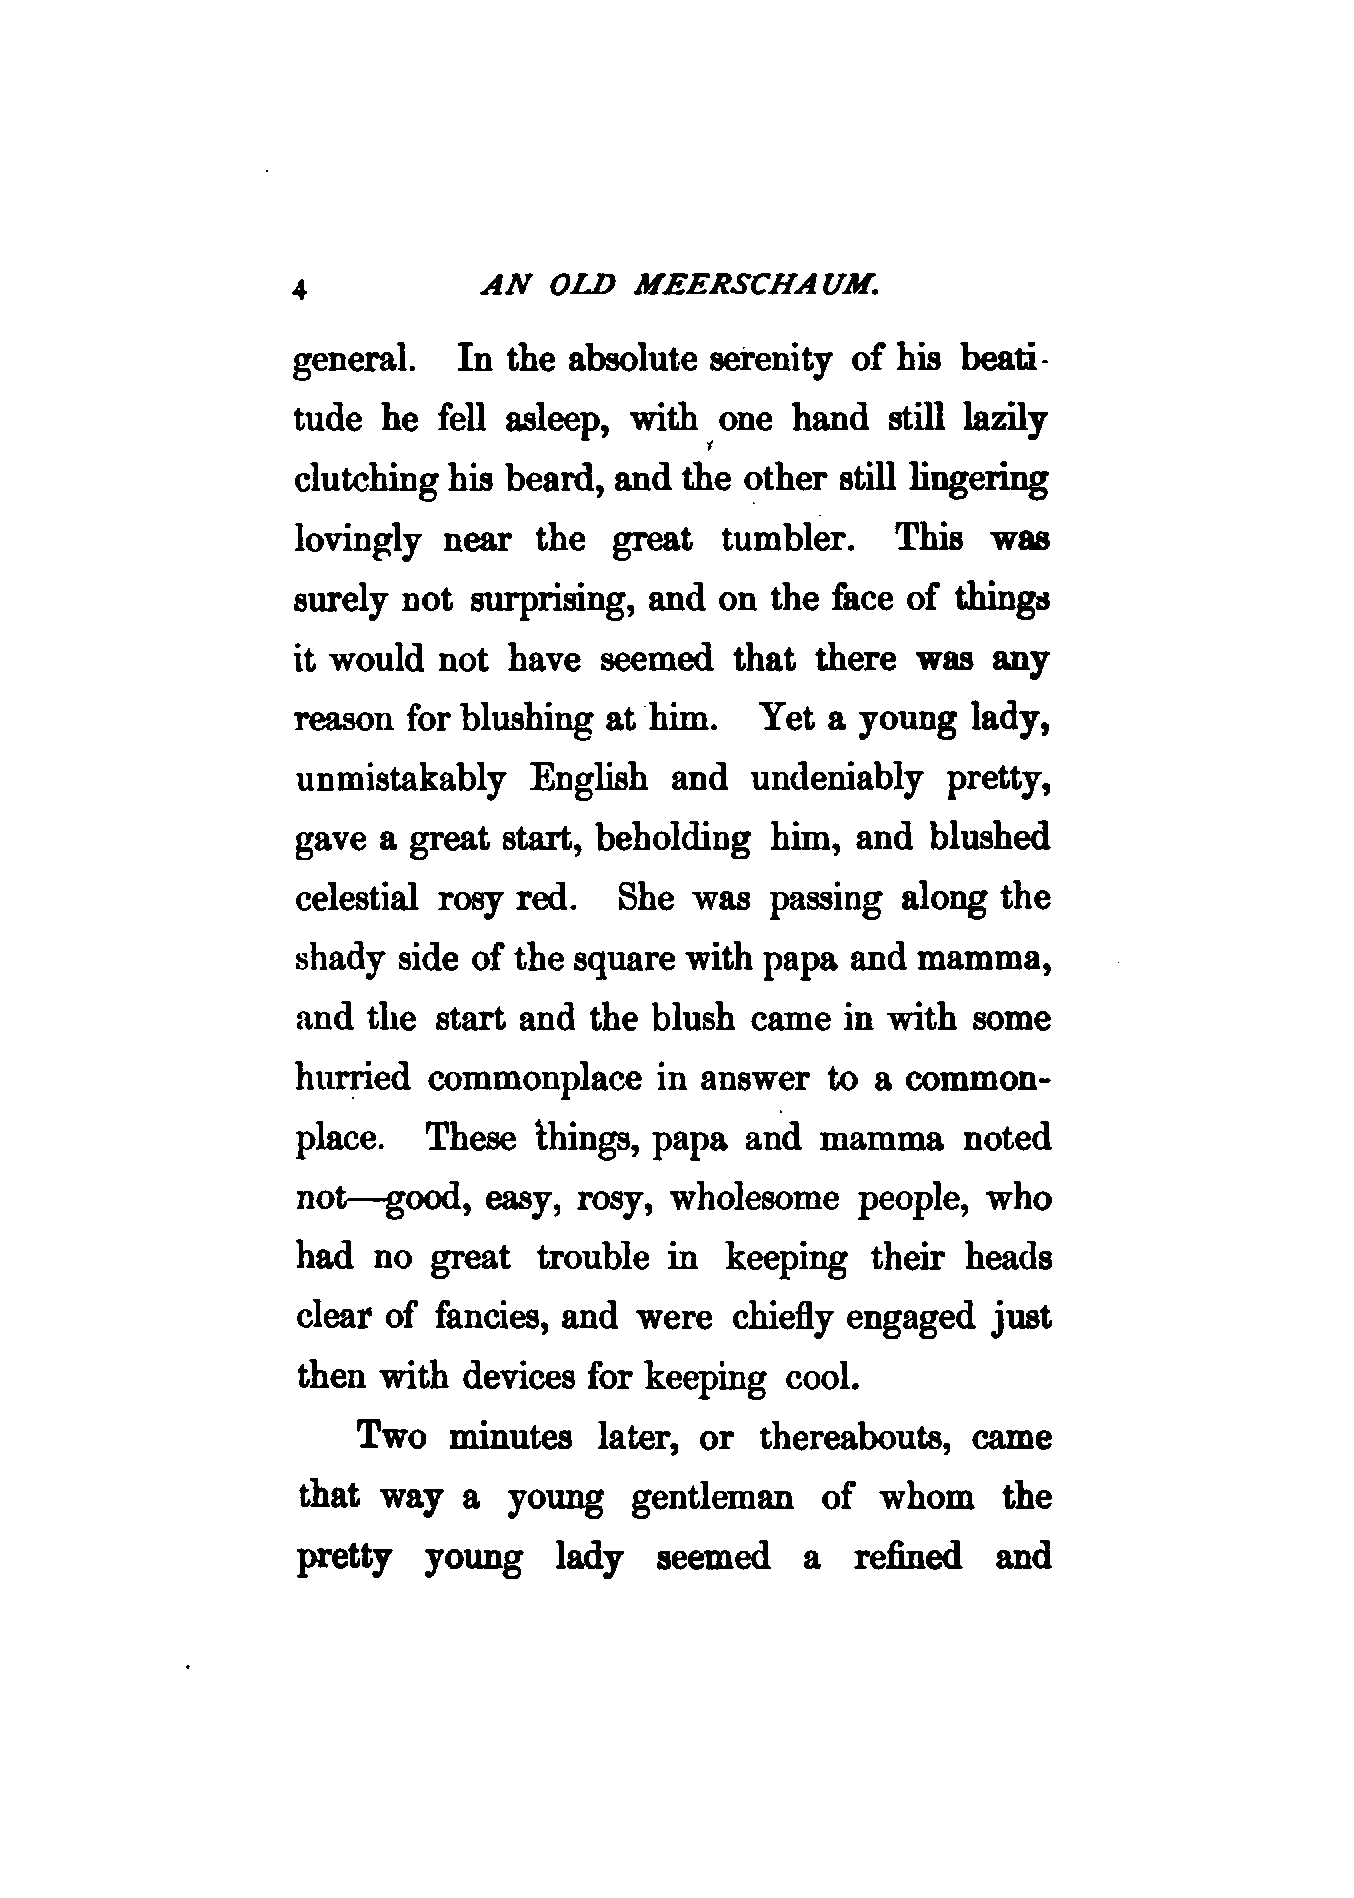 4 AN OLD MEERSCHAUM.
general. In the absolute serenity of his beati-
tude he fell asleep, with one hand still lazily
clutching his beard, and the other still lingering
lovingly near the great tumbler. This was
surely not surprising, and on the face of things
it would not have seemed that there was any
reason for blushing at him. Yet a young lady,
unmistakably English and undeniably pretty,
gave a great start, beholding him, and blushed
celestial rosy red. She was passing along the
shady side of the square with papa and mamma,
and the start and the blush came in with some
hurried commonplace in answer to a common-
place. These things, papa and mamma noted
not—good, easy, rosy, wholesome people, who
had no great trouble in keeping their heads
clear of fancies, and were chiefly engaged just
then with devices for keeping cool.
Two minutes later, or thereabouts, came
that way a young gentleman of whom the
pretty young lady seemed a refined and